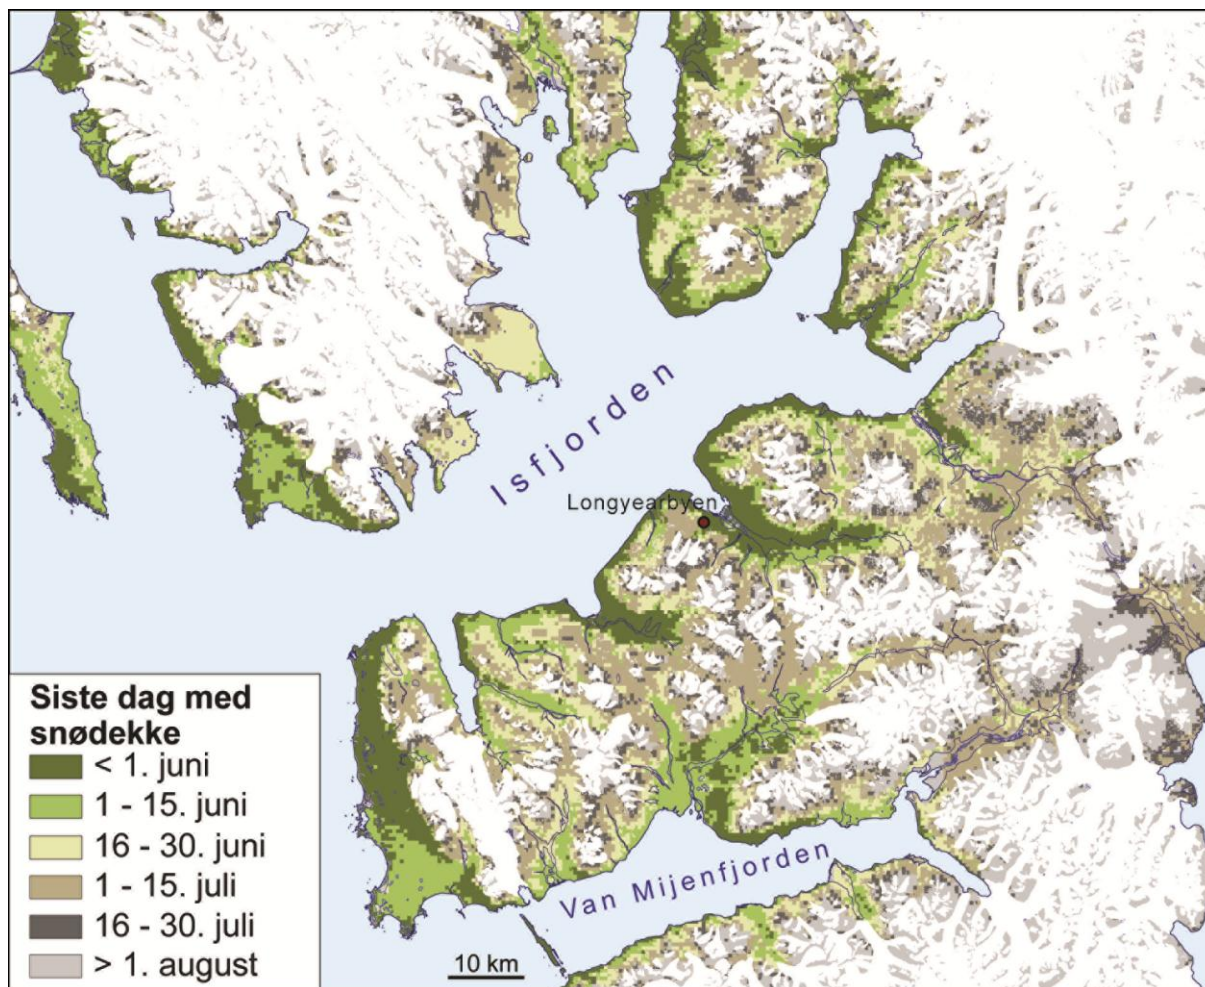 Isfjorden
Longyearbyen
Van Mijenfjorden
Siste dag med
snødekke
< 1. juni
1 - 15. juni
16 - 30. juni
1 - 15. juli
16 - 30. juli
> 1. august
10 km